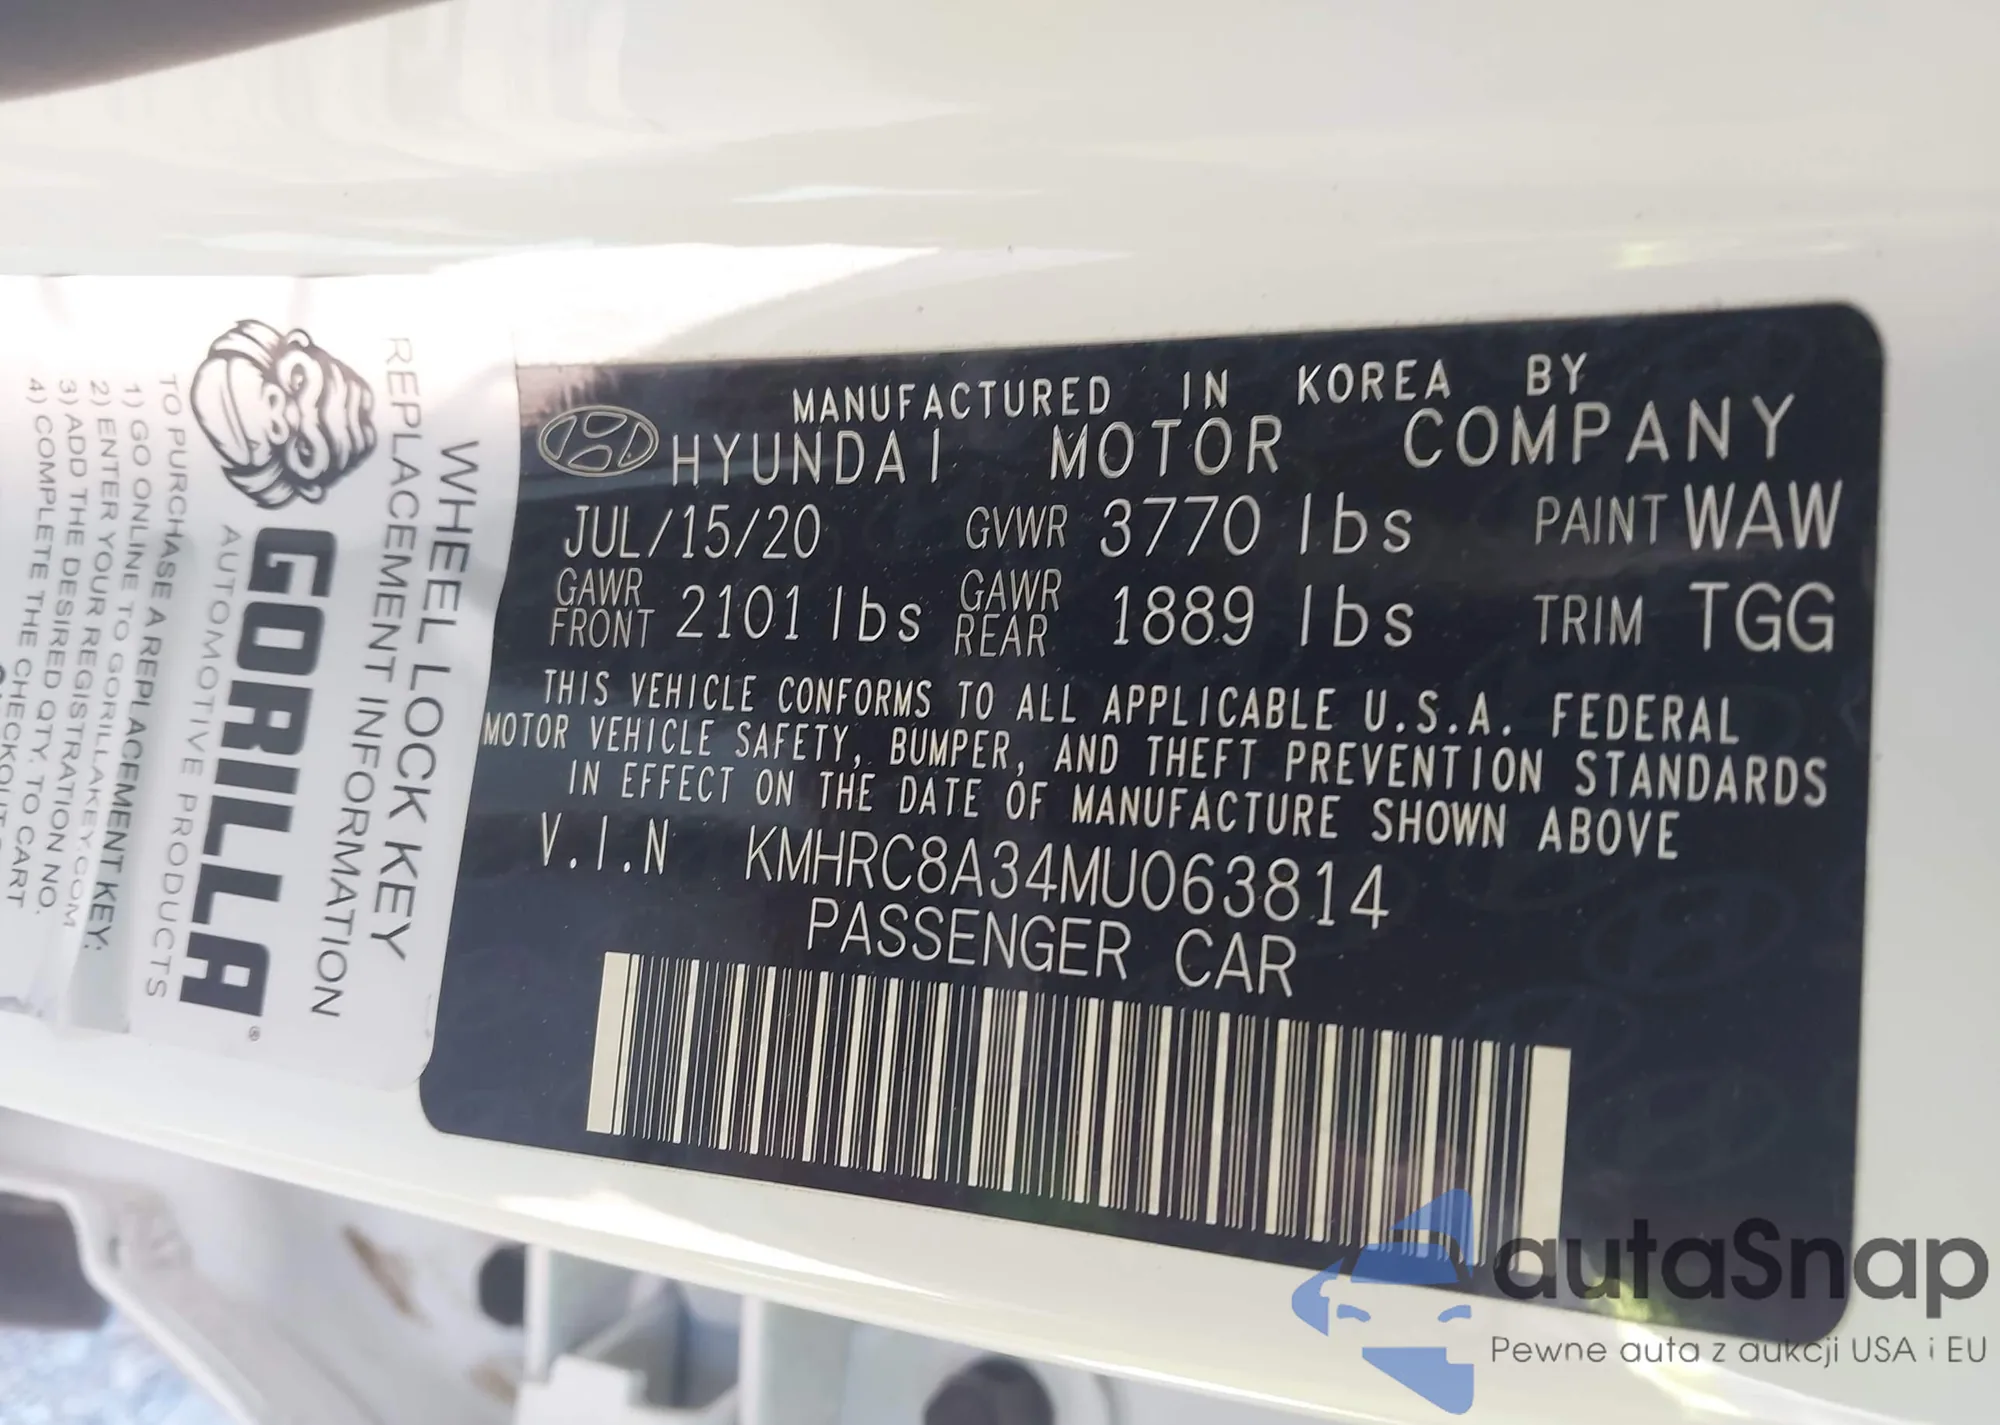 MANUFACTURED IN KOREA BY
HYUNDAI MOTOR COMPANY
JUL/15/20 GVWR 3770 lbs PAINT WAW
GAWR FRONT 2101 lbs GAWR REAR 1889 lbs TRIM TGG
THIS VEHICLE CONFORMS TO ALL APPLICABLE U.S.A. FEDERAL
MOTOR VEHICLE SAFETY, BUMPER, AND THEFT PREVENTION STANDARDS
IN EFFECT ON THE DATE OF MANUFACTURE SHOWN ABOVE
V.I.N KMHRC8A34MU063814
PASSENGER CAR
WHEEL LOCK KEY
REPLACEMENT INFORMATION
GORILLA®
AUTOMOTIVE PRODUCTS
TO PURCHASE A REPLACEMENT KEY:
1) GO ONLINE TO GORILLAKEY.COM
2) ENTER YOUR REGISTRATION NO.
3) ADD THE DESIRED QTY. TO CART
4) COMPLETE THE CHECKOUT
autaSnap
Pewne auta z aukcji USA i EU